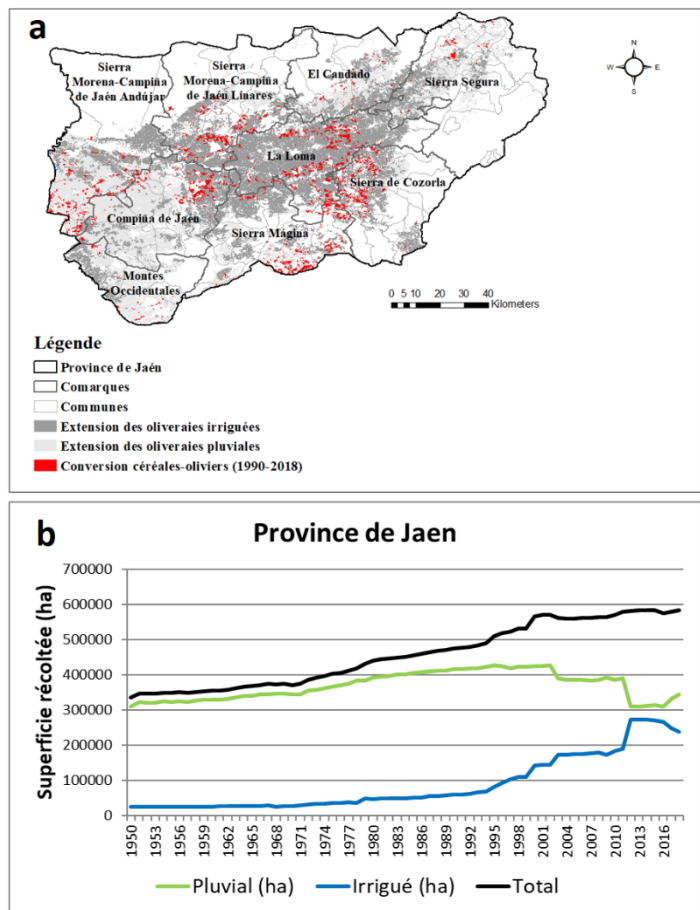 a
Sierra
Morena-Campiña
de Jaén Andújar
Sierra
Morena-Campiña
de Jaéu Linares
El Candado
Sierra Segura
N
W E
S
La Loma
Sierra de Cozorla
Compiña de Jaen
Sierra Mágina
Montes
Occidentales
0 5 10 20 30 40
Kilometers
Légende
Province de Jaén
Comarques
Communes
Extension des oliveraies irriguées
Extension des oliveraies pluviales
Conversion céréales-oliviers (1990-2018)
b
Province de Jaen
Superficie récoltée (ha)
700000
600000
500000
400000
300000
200000
100000
0
1950 1953 1956 1959 1962 1965 1968 1971 1974 1977 1980 1983 1986 1989 1992 1995 1998 2001 2004 2007 2010 2013 2016
Pluvial (ha) Irrigué (ha) Total